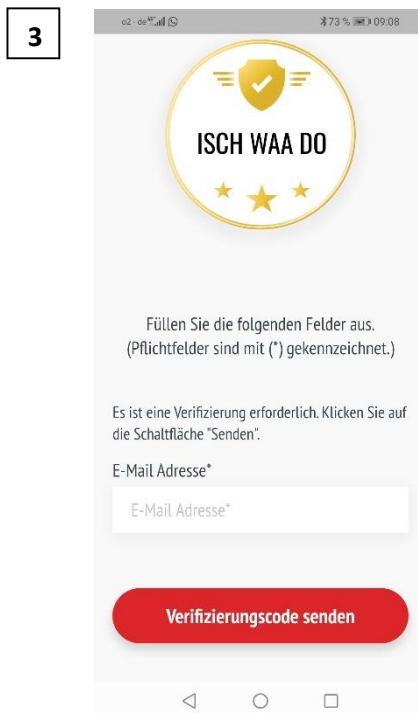 3
o2 - de
73 % 09:08
ISCH WAA DO
Füllen Sie die folgenden Felder aus.
(Pflichtfelder sind mit (*) gekennzeichnet.)
Es ist eine Verifizierung erforderlich. Klicken Sie auf
die Schaltfläche "Senden".
E-Mail Adresse*
E-Mail Adresse*
Verifizierungscode senden